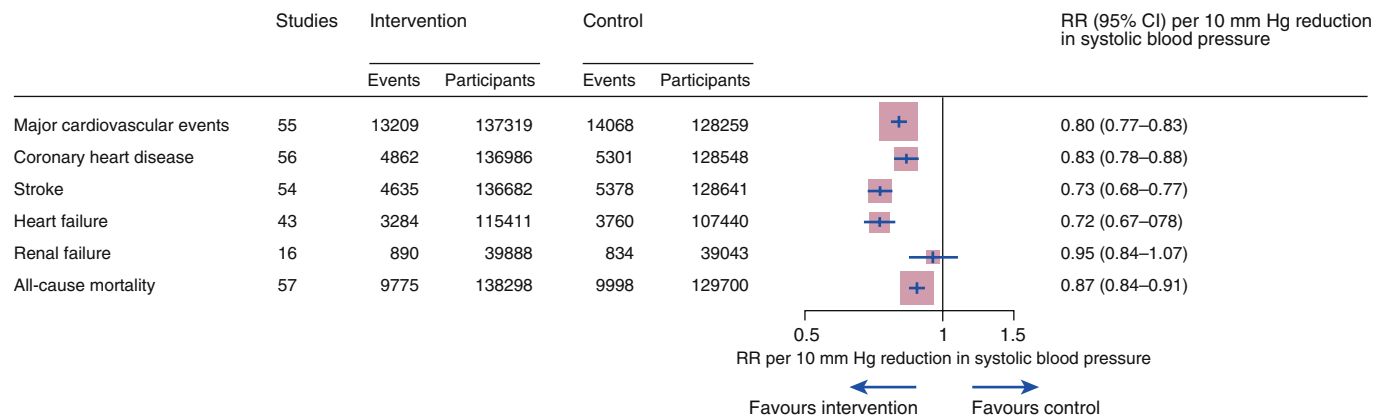 Studies Intervention Control RR (95% CI) per 10 mm Hg reduction
in systolic blood pressure
Events Participants Events Participants
Major cardiovascular events 55 13209 137319 14068 128259 0.80 (0.77–0.83)
Coronary heart disease 56 4862 136986 5301 128548 0.83 (0.78–0.88)
Stroke 54 4635 136682 5378 128641 0.73 (0.68–0.77)
Heart failure 43 3284 115411 3760 107440 0.72 (0.67–078)
Renal failure 16 890 39888 834 39043 0.95 (0.84–1.07)
All-cause mortality 57 9775 138298 9998 129700 0.87 (0.84–0.91)
0.5 1 1.5
RR per 10 mm Hg reduction in systolic blood pressure
Favours intervention Favours control